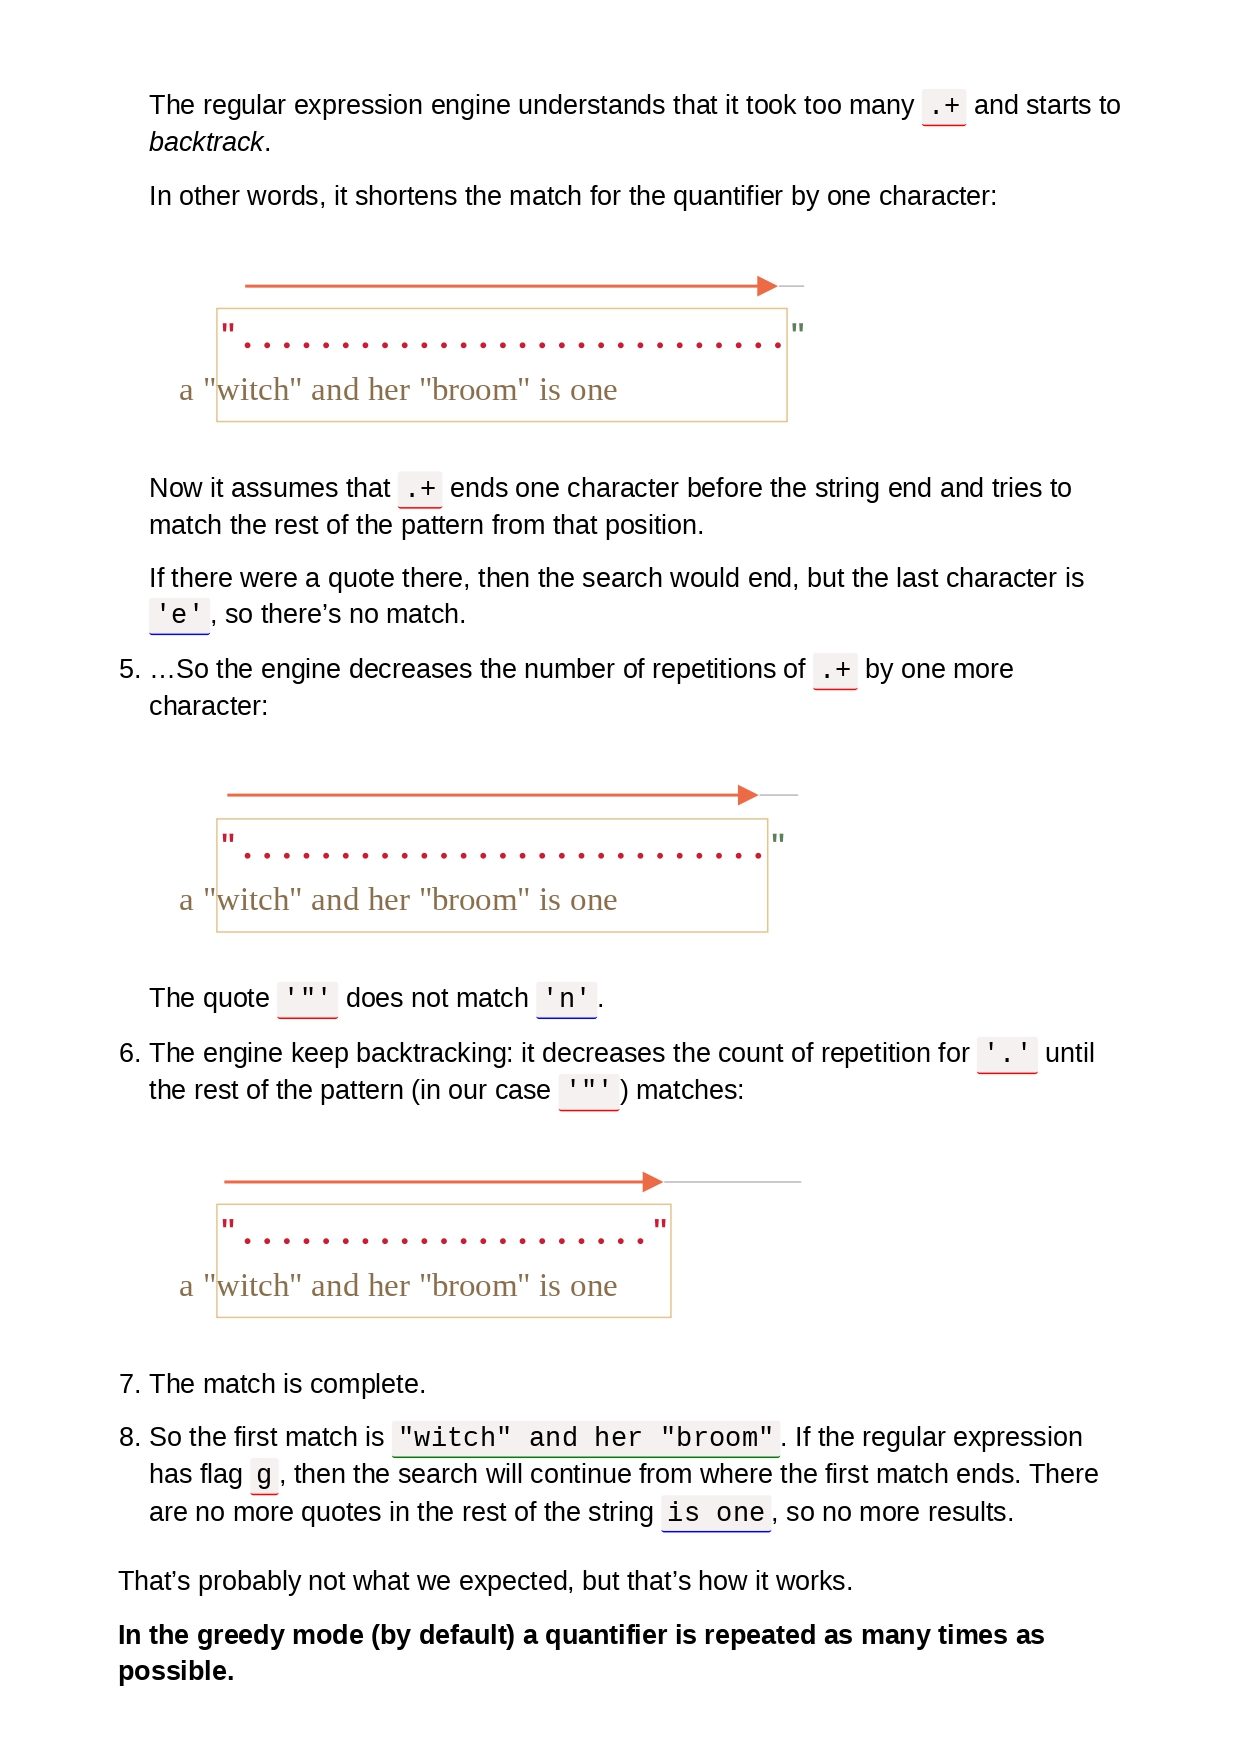 The regular expression engine understands that it took too many .+ and starts to
backtrack.
In other words, it shortens the match for the quantifier by one character:
"............................"
a "witch" and her "broom" is one
Now it assumes that .+ ends one character before the string end and tries to
match the rest of the pattern from that position.
If there were a quote there, then the search would end, but the last character is
'e', so there’s no match.
5. …So the engine decreases the number of repetitions of .+ by one more
character:
"..........................."
a "witch" and her "broom" is one
The quote '"' does not match 'n'.
6. The engine keep backtracking: it decreases the count of repetition for '.' until
the rest of the pattern (in our case '"') matches:
"....................."
a "witch" and her "broom" is one
7. The match is complete.
8. So the first match is "witch" and her "broom". If the regular expression
has flag g, then the search will continue from where the first match ends. There
are no more quotes in the rest of the string is one, so no more results.
That’s probably not what we expected, but that’s how it works.
In the greedy mode (by default) a quantifier is repeated as many times as
possible.